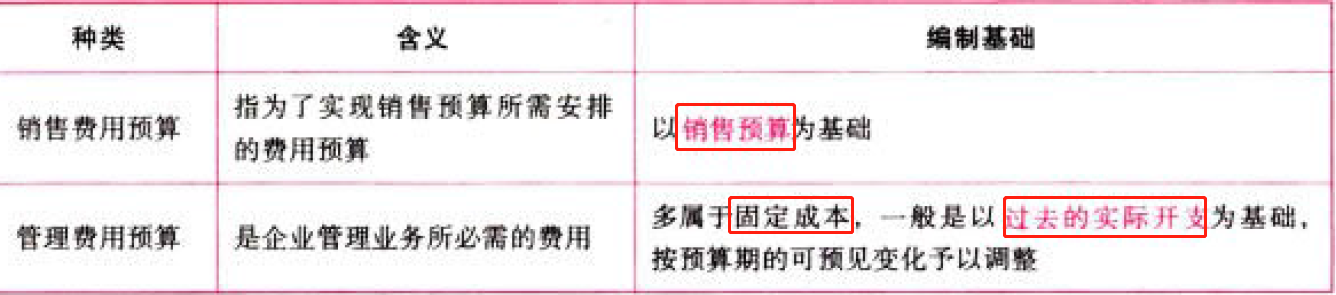 种类 含义 编制基础
销售费用预算 指为了实现销售预算所需安排
的费用预算 以销售预算为基础
管理费用预算 是企业管理业务所必需的费用 多属于固定成本，一般是以过去的实际开支为基础，
按预算期的可预见变化予以调整